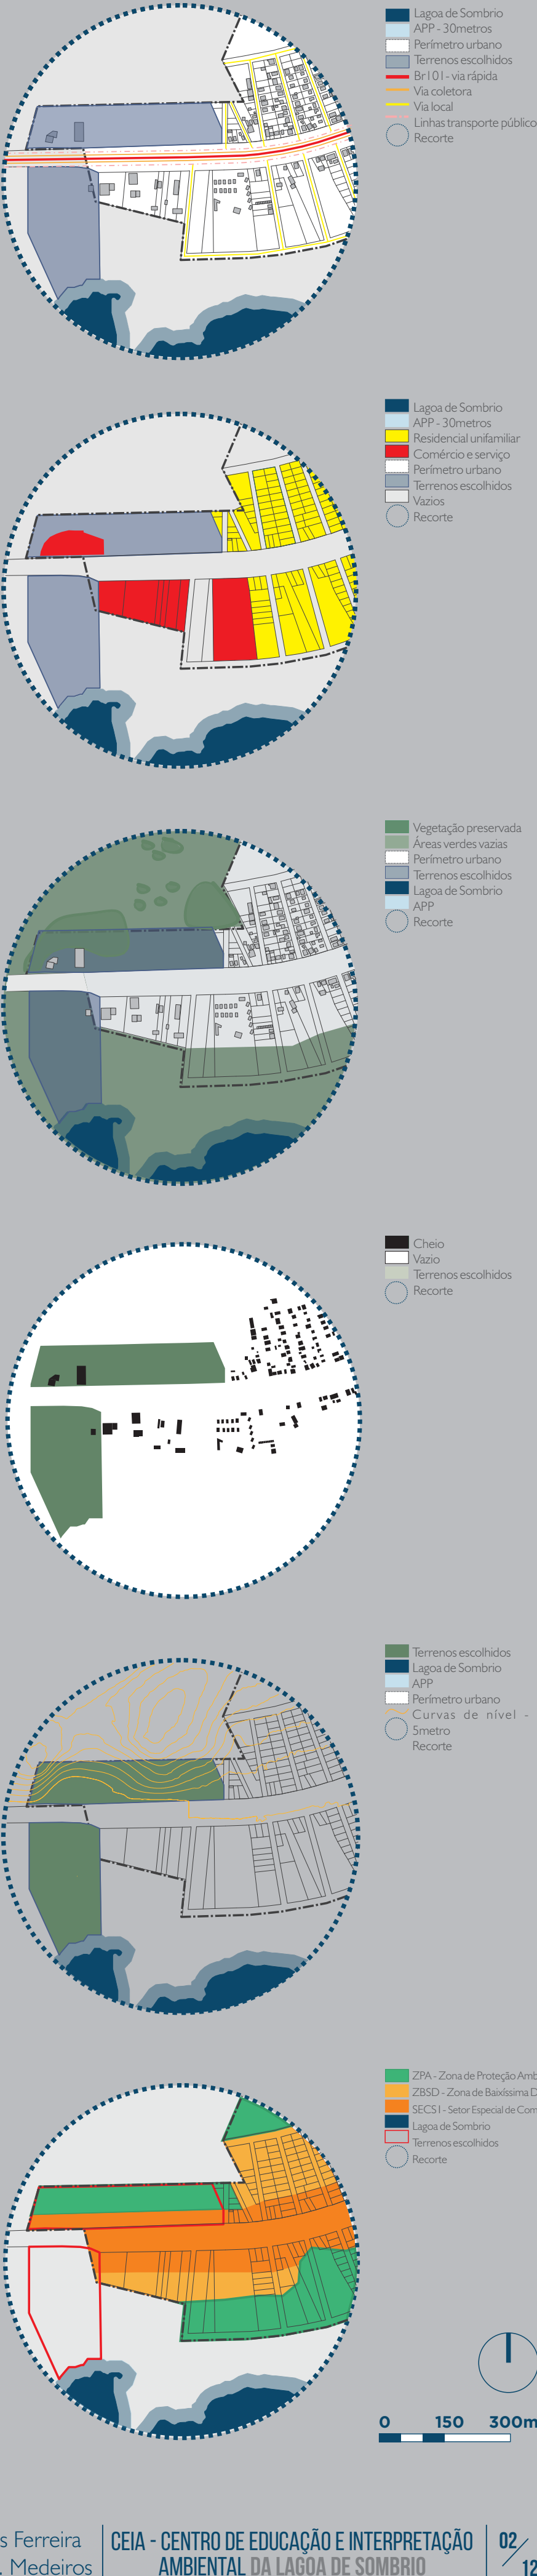 Lagoa de Sombrio
APP - 30metros
Perímetro urbano
Terrenos escolhidos
Br101 - via rápida
Via coletora
Via local
Linhas transporte público
Recorte
Lagoa de Sombrio
APP - 30metros
Residencial unifamiliar
Comércio e serviço
Perímetro urbano
Terrenos escolhidos
Vazios
Recorte
Vegetação preservada
Áreas verdes vazias
Perímetro urbano
Terrenos escolhidos
Lagoa de Sombrio
APP
Recorte
Cheio
Vazio
Terrenos escolhidos
Recorte
Terrenos escolhidos
Lagoa de Sombrio
APP
Perímetro urbano
Curvas de nível -
5metro
Recorte
ZPA - Zona de Proteção Amb
ZBSD - Zona de Baixíssima D
SECS I - Setor Especial de Com
Lagoa de Sombrio
Terrenos escolhidos
Recorte
0 150 300m
s Ferreira
. Medeiros
CEIA - CENTRO DE EDUCAÇÃO E INTERPRETAÇÃO
AMBIENTAL DA LAGOA DE SOMBRIO
02/
12